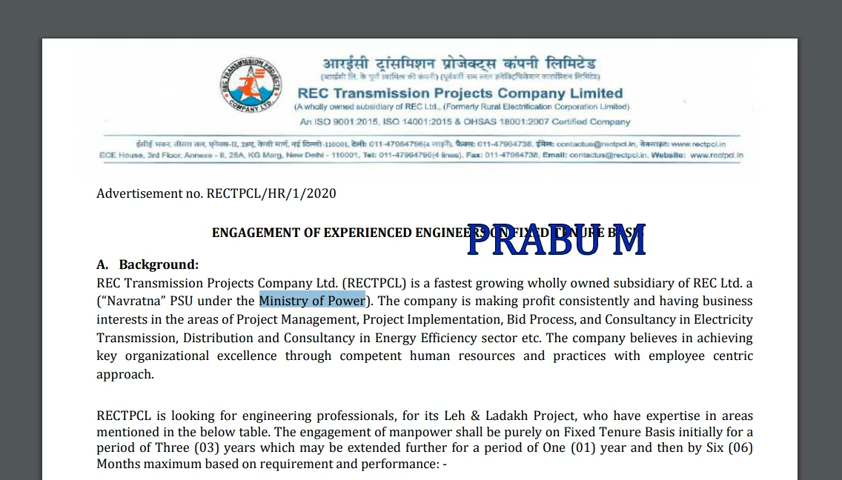 आरईसी ट्रांसमिशन प्रोजेक्ट्स कंपनी लिमिटेड
REC Transmission Projects Company Limited
(A wholly owned subsidiary of REC Ltd., (Formerly Rural Electrification Corporation Limited)
An ISO 9001:2015, ISO 14001:2015 & OHSAS 18001:2007 Certified Company
ECE House, 3rd Floor, Annexe - II, 28A, KG Marg, New Delhi - 110001, Tel: 011-47964796(4 lines), Fax: 011-47964738, Email: contactus@rectpcl.in, Website: www.rectpcl.in
Advertisement no. RECTPCL/HR/1/2020
ENGAGEMENT OF EXPERIENCED ENGINEERS ON FIXED TENURE BASIS
PRABU M
A. Background:
REC Transmission Projects Company Ltd. (RECTPCL) is a fastest growing wholly owned subsidiary of REC Ltd. a
(“Navratna” PSU under the Ministry of Power). The company is making profit consistently and having business
interests in the areas of Project Management, Project Implementation, Bid Process, and Consultancy in Electricity
Transmission, Distribution and Consultancy in Energy Efficiency sector etc. The company believes in achieving
key organizational excellence through competent human resources and practices with employee centric
approach.
RECTPCL is looking for engineering professionals, for its Leh & Ladakh Project, who have expertise in areas
mentioned in the below table. The engagement of manpower shall be purely on Fixed Tenure Basis initially for a
period of Three (03) years which may be extended further for a period of One (01) year and then by Six (06)
Months maximum based on requirement and performance: -